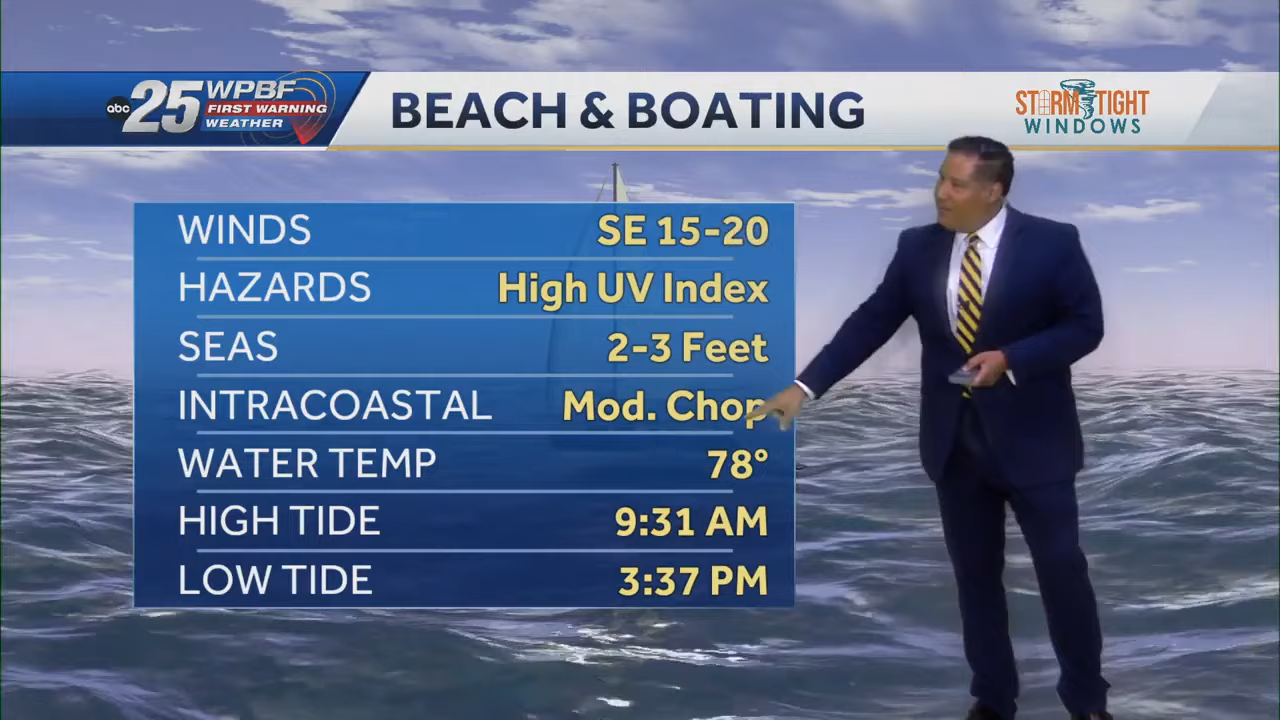 abc 25 WPBF
FIRST WARNING
WEATHER
BEACH & BOATING
STORM TIGHT
WINDOWS
WINDS SE 15-20
HAZARDS High UV Index
SEAS 2-3 Feet
INTRACOASTAL Mod. Chop
WATER TEMP 78°
HIGH TIDE 9:31 AM
LOW TIDE 3:37 PM